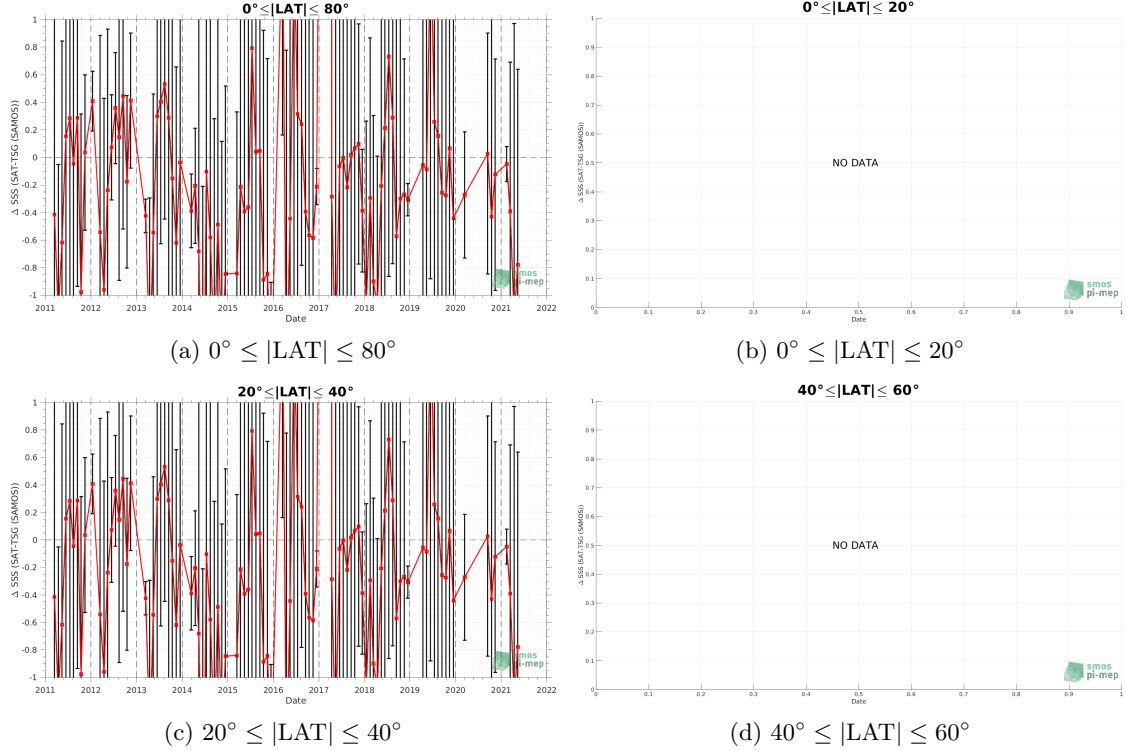 0°≤|LAT|≤ 80°
Δ SSS (SAT-TSG (SAMOS))
1
0.8
0.6
0.4
0.2
0
-0.2
-0.4
-0.6
-0.8
-1
2011 2012 2013 2014 2015 2016 2017 2018 2019 2020 2021 2022
Date
smos
pi-mep
(a) 0° ≤ |LAT| ≤ 80°
0°≤|LAT|≤ 20°
Δ SSS (SAT-TSG (SAMOS))
1
0.9
0.8
0.7
0.6
0.5
0.4
0.3
0.2
0.1
0
NO DATA
0 0.1 0.2 0.3 0.4 0.5 0.6 0.7 0.8 0.9 1
Date
smos
pi-mep
(b) 0° ≤ |LAT| ≤ 20°
20°≤|LAT|≤ 40°
Δ SSS (SAT-TSG (SAMOS))
1
0.8
0.6
0.4
0.2
0
-0.2
-0.4
-0.6
-0.8
-1
2011 2012 2013 2014 2015 2016 2017 2018 2019 2020 2021 2022
Date
smos
pi-mep
(c) 20° ≤ |LAT| ≤ 40°
40°≤|LAT|≤ 60°
Δ SSS (SAT-TSG (SAMOS))
1
0.9
0.8
0.7
0.6
0.5
0.4
0.3
0.2
0.1
0
NO DATA
0 0.1 0.2 0.3 0.4 0.5 0.6 0.7 0.8 0.9 1
Date
smos
pi-mep
(d) 40° ≤ |LAT| ≤ 60°